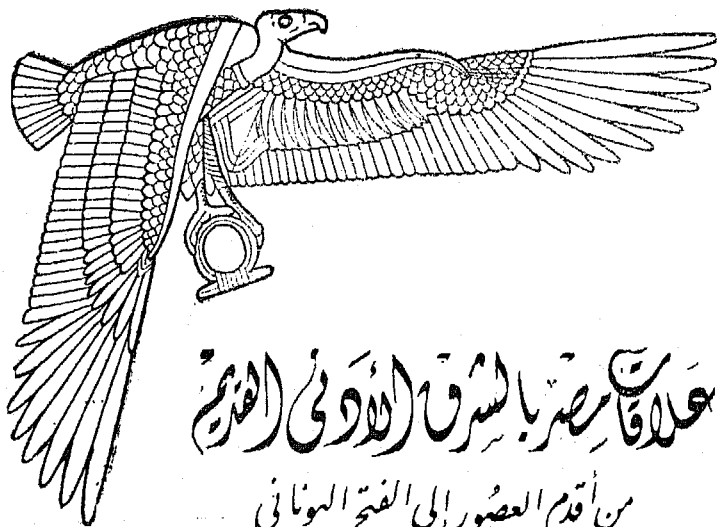 علاقات مصر بالشرق الأدنى القديم
من أقدم العصور إلى الفتح اليوناني